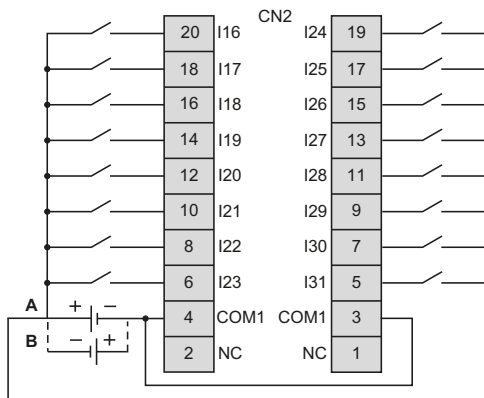 CN2
20 I16 I24 19
18 I17 I25 17
16 I18 I26 15
14 I19 I27 13
12 I20 I28 11
10 I21 I29 9
8 I22 I30 7
6 I23 I31 5
A + − 4 COM1 COM1 3
B − + 2 NC NC 1